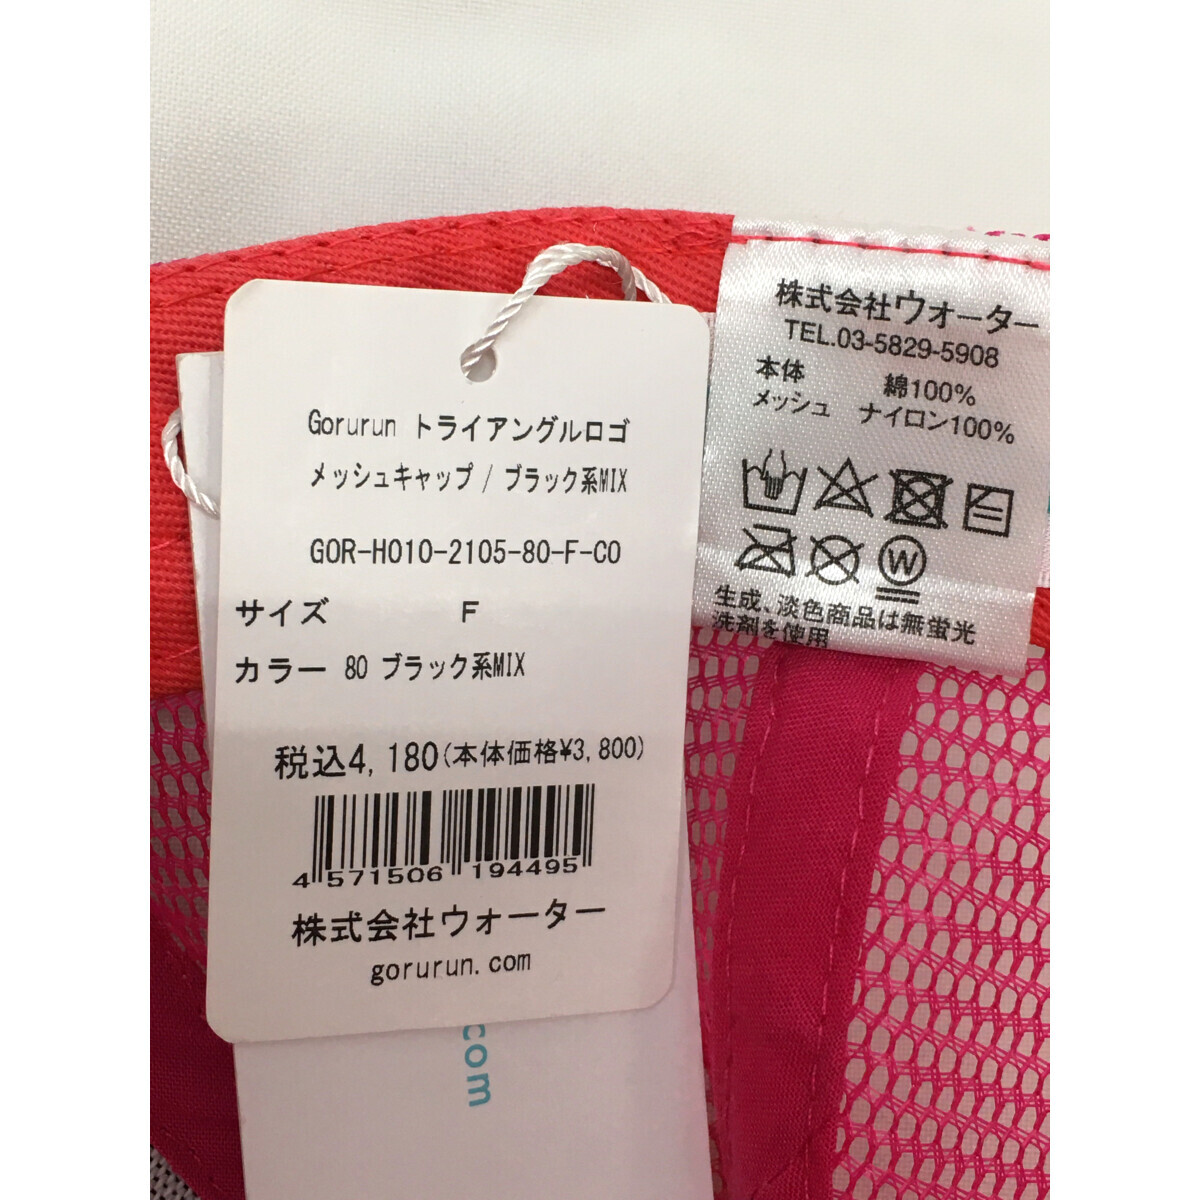 Gorurun トライアングルロゴ
メッシュキャップ / ブラック系MIX
GOR-H010-2105-80-F-CO
サイズ F
カラー 80 ブラック系MIX
税込4,180(本体価格¥3,800)
4 571506 194495
株式会社ウォーター
gorurun.com
.com
株式会社ウォーター
TEL.03-5829-5908
本体 綿100%
メッシュ ナイロン100%
W
生成、淡色商品は無蛍光
洗剤を使用